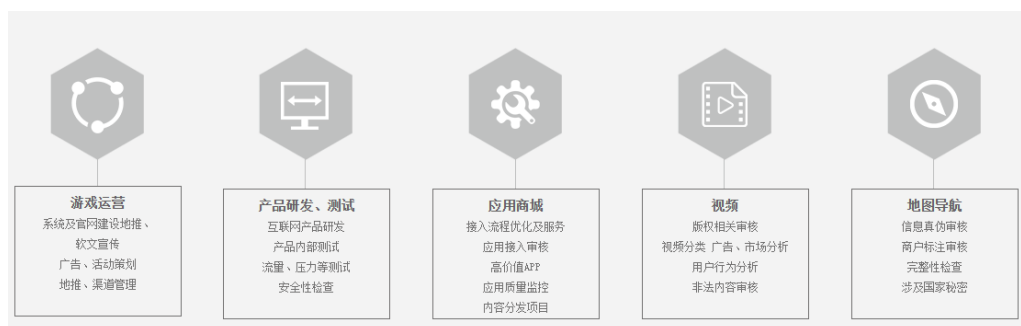 游戏运营
系统及官网建设地推、
软文宣传
广告、活动策划
地推、渠道管理
产品研发、测试
互联网产品研发
产品内部测试
流量、压力等测试
安全性检查
应用商城
接入流程优化及服务
应用接入审核
高价值APP
应用质量监控
内容分发项目
视频
版权相关审核
视频分类 广告、市场分析
用户行为分析
非法内容审核
地图导航
信息真伪审核
商户标注审核
完整性检查
涉及国家秘密